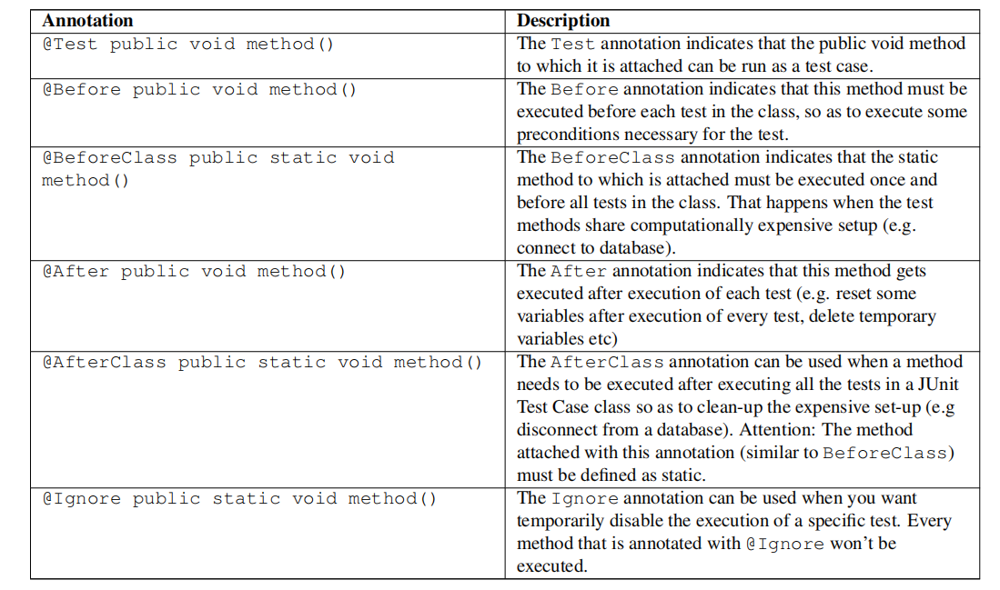 Annotation Description
@Test public void method() The Test annotation indicates that the public void method
to which it is attached can be run as a test case.
@Before public void method() The Before annotation indicates that this method must be
executed before each test in the class, so as to execute some
preconditions necessary for the test.
@BeforeClass public static void The BeforeClass annotation indicates that the static
method() method to which is attached must be executed once and
before all tests in the class. That happens when the test
methods share computationally expensive setup (e.g.
connect to database).
@After public void method() The After annotation indicates that this method gets
executed after execution of each test (e.g. reset some
variables after execution of every test, delete temporary
variables etc)
@AfterClass public static void method() The AfterClass annotation can be used when a method
needs to be executed after executing all the tests in a JUnit
Test Case class so as to clean-up the expensive set-up (e.g
disconnect from a database). Attention: The method
attached with this annotation (similar to BeforeClass)
must be defined as static.
@Ignore public static void method() The Ignore annotation can be used when you want
temporarily disable the execution of a specific test. Every
method that is annotated with @Ignore won't be
executed.